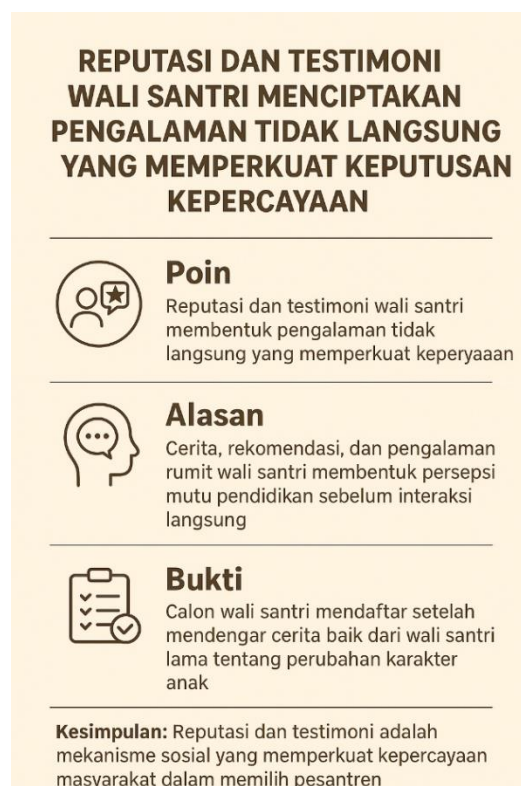 REPUTASI DAN TESTIMONI
WALI SANTRI MENCIPTAKAN
PENGALAMAN TIDAK LANGSUNG
YANG MEMPERKUAT KEPUTUSAN
KEPERCAYAAN
Poin
Reputasi dan testimoni wali santri
membentuk pengalaman tidak
langsung yang memperkuat keperyaaan
Alasan
Cerita, rekomendasi, dan pengalaman
rumit wali santri membentuk persepsi
mutu pendidikan sebelum interaksi
langsung
Bukti
Calon wali santri mendaftar setelah
mendengar cerita baik dari wali santri
lama tentang perubahan karakter
anak
Kesimpulan: Reputasi dan testimoni adalah
mekanisme sosial yang memperkuat kepercayaan
masyarakat dalam memilih pesantren